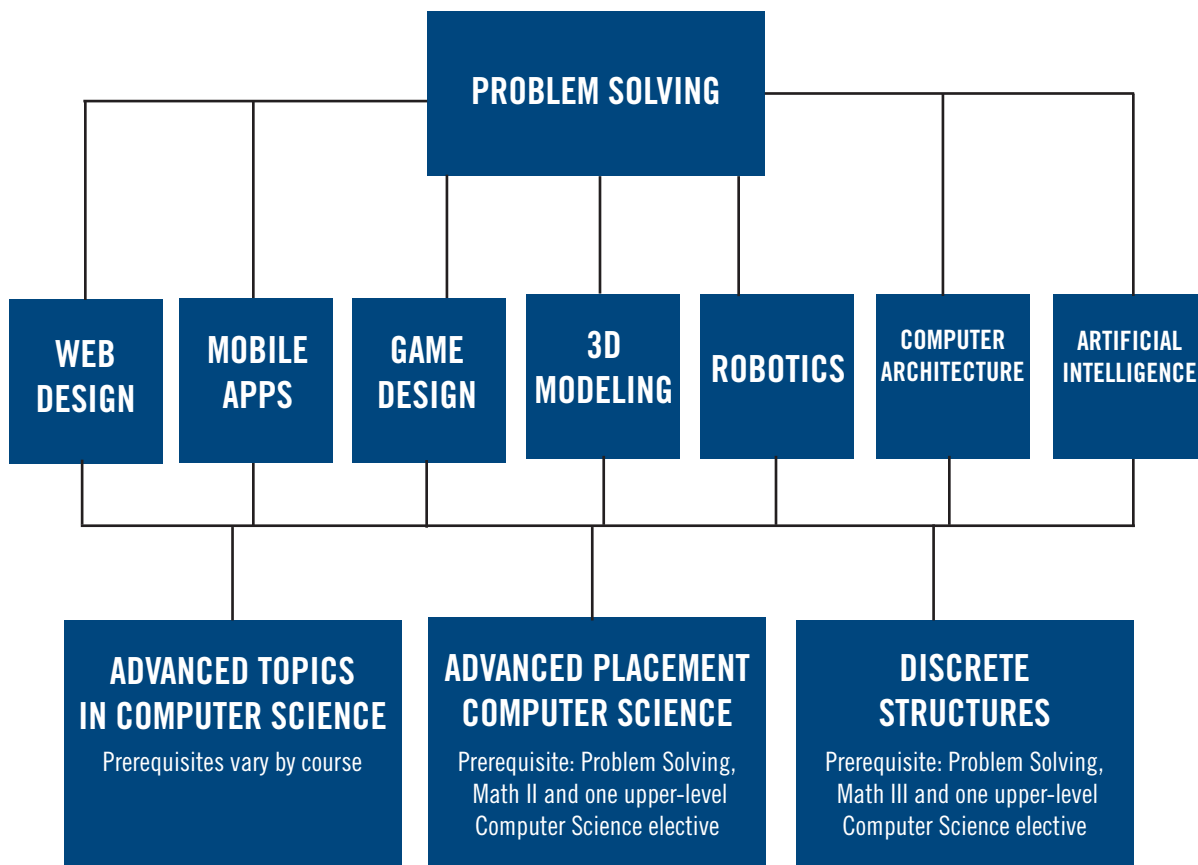 PROBLEM SOLVING
WEB
DESIGN
MOBILE
APPS
GAME
DESIGN
3D
MODELING
ROBOTICS
COMPUTER
ARCHITECTURE
ARTIFICIAL
INTELLIGENCE
ADVANCED TOPICS
IN COMPUTER SCIENCE
Prerequisites vary by course
ADVANCED PLACEMENT
COMPUTER SCIENCE
Prerequisite: Problem Solving,
Math II and one upper-level
Computer Science elective
DISCRETE
STRUCTURES
Prerequisite: Problem Solving,
Math III and one upper-level
Computer Science elective